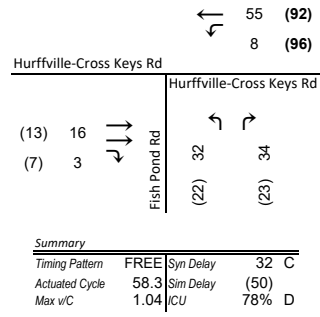 55 (92)
8 (96)
Hurffville-Cross Keys Rd
Hurffville-Cross Keys Rd
(13) 16
(7) 3
Fish Pond Rd
32 34
(22) (23)
Summary
Timing Pattern FREE Syn Delay 32 C
Actuated Cycle 58.3 Sim Delay (50)
Max v/C 1.04 ICU 78% D